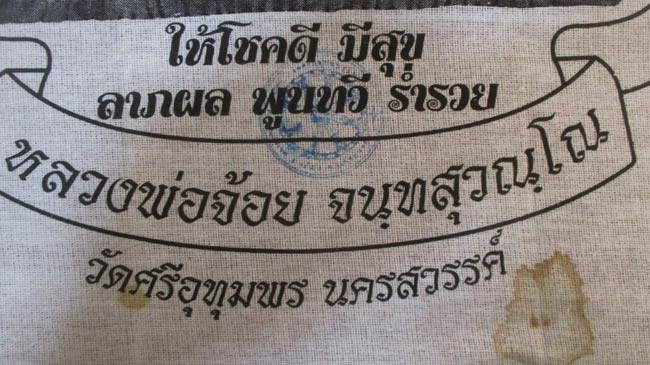 ให้โชคดี มีสุข
ลาภผล พูนทวี ร่ำรวย
หลวงพ่อจ้อย จนฺทสุวณฺโณ
วัดศรีอุทุมพร นครสวรรค์